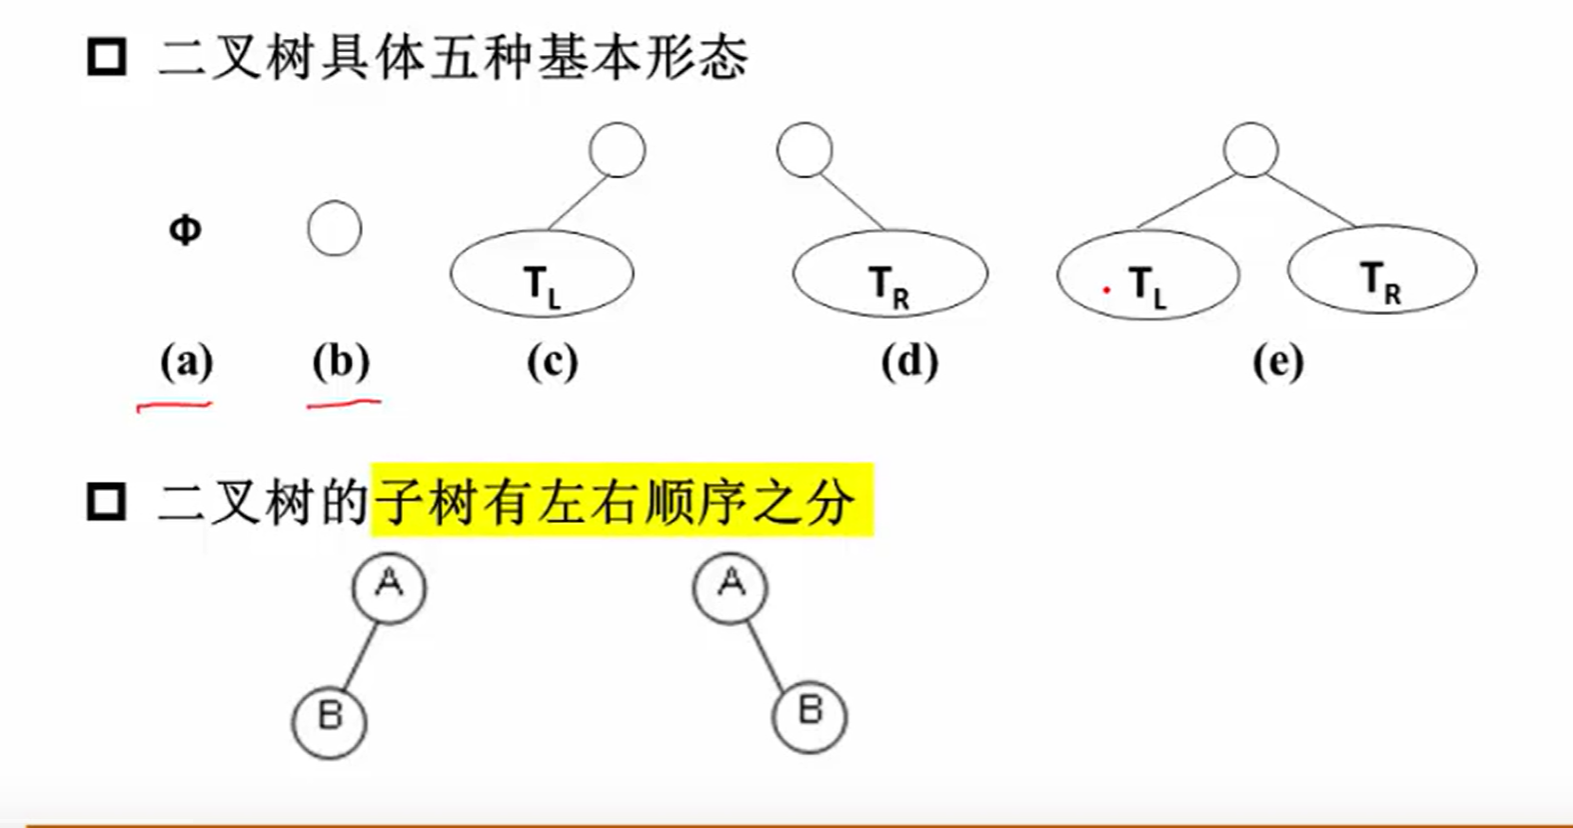 二叉树具体五种基本形态
Φ
T_L T_R T_L T_R
(a) (b) (c) (d) (e)
二叉树的子树有左右顺序之分
A A
B B